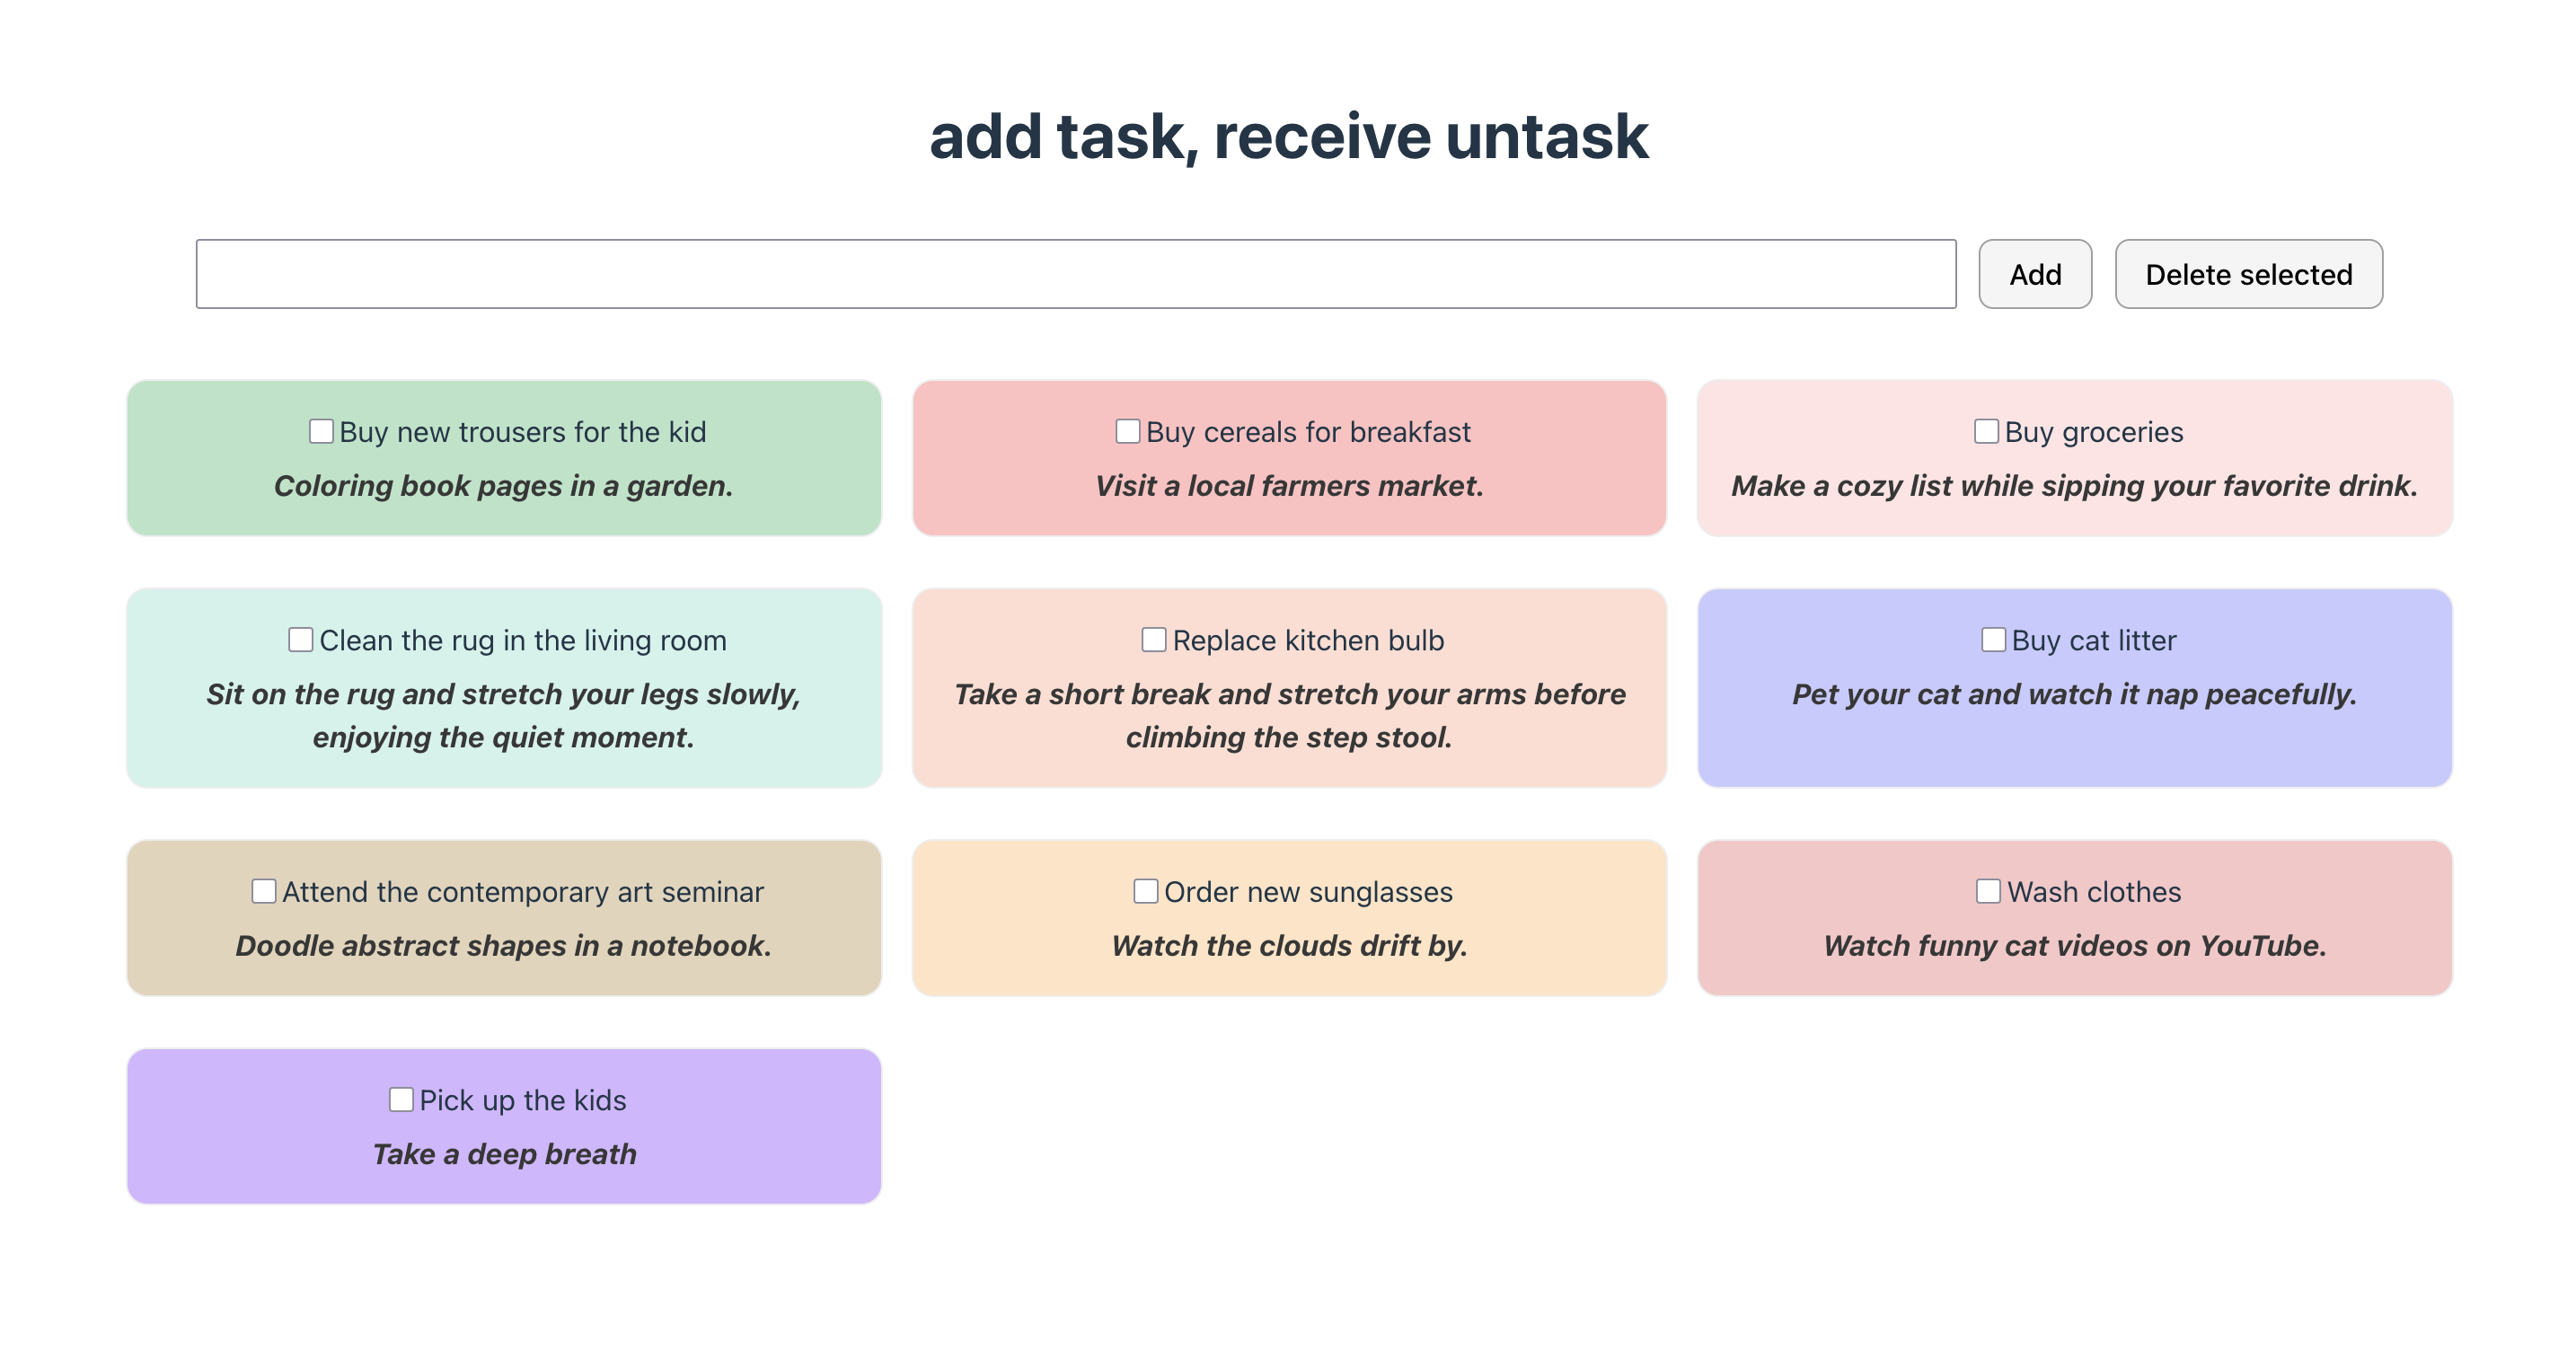 add task, receive untask
Add
Delete selected
Buy new trousers for the kid
Coloring book pages in a garden.
Buy cereals for breakfast
Visit a local farmers market.
Buy groceries
Make a cozy list while sipping your favorite drink.
Clean the rug in the living room
Sit on the rug and stretch your legs slowly,
enjoying the quiet moment.
Replace kitchen bulb
Take a short break and stretch your arms before
climbing the step stool.
Buy cat litter
Pet your cat and watch it nap peacefully.
Attend the contemporary art seminar
Doodle abstract shapes in a notebook.
Order new sunglasses
Watch the clouds drift by.
Wash clothes
Watch funny cat videos on YouTube.
Pick up the kids
Take a deep breath